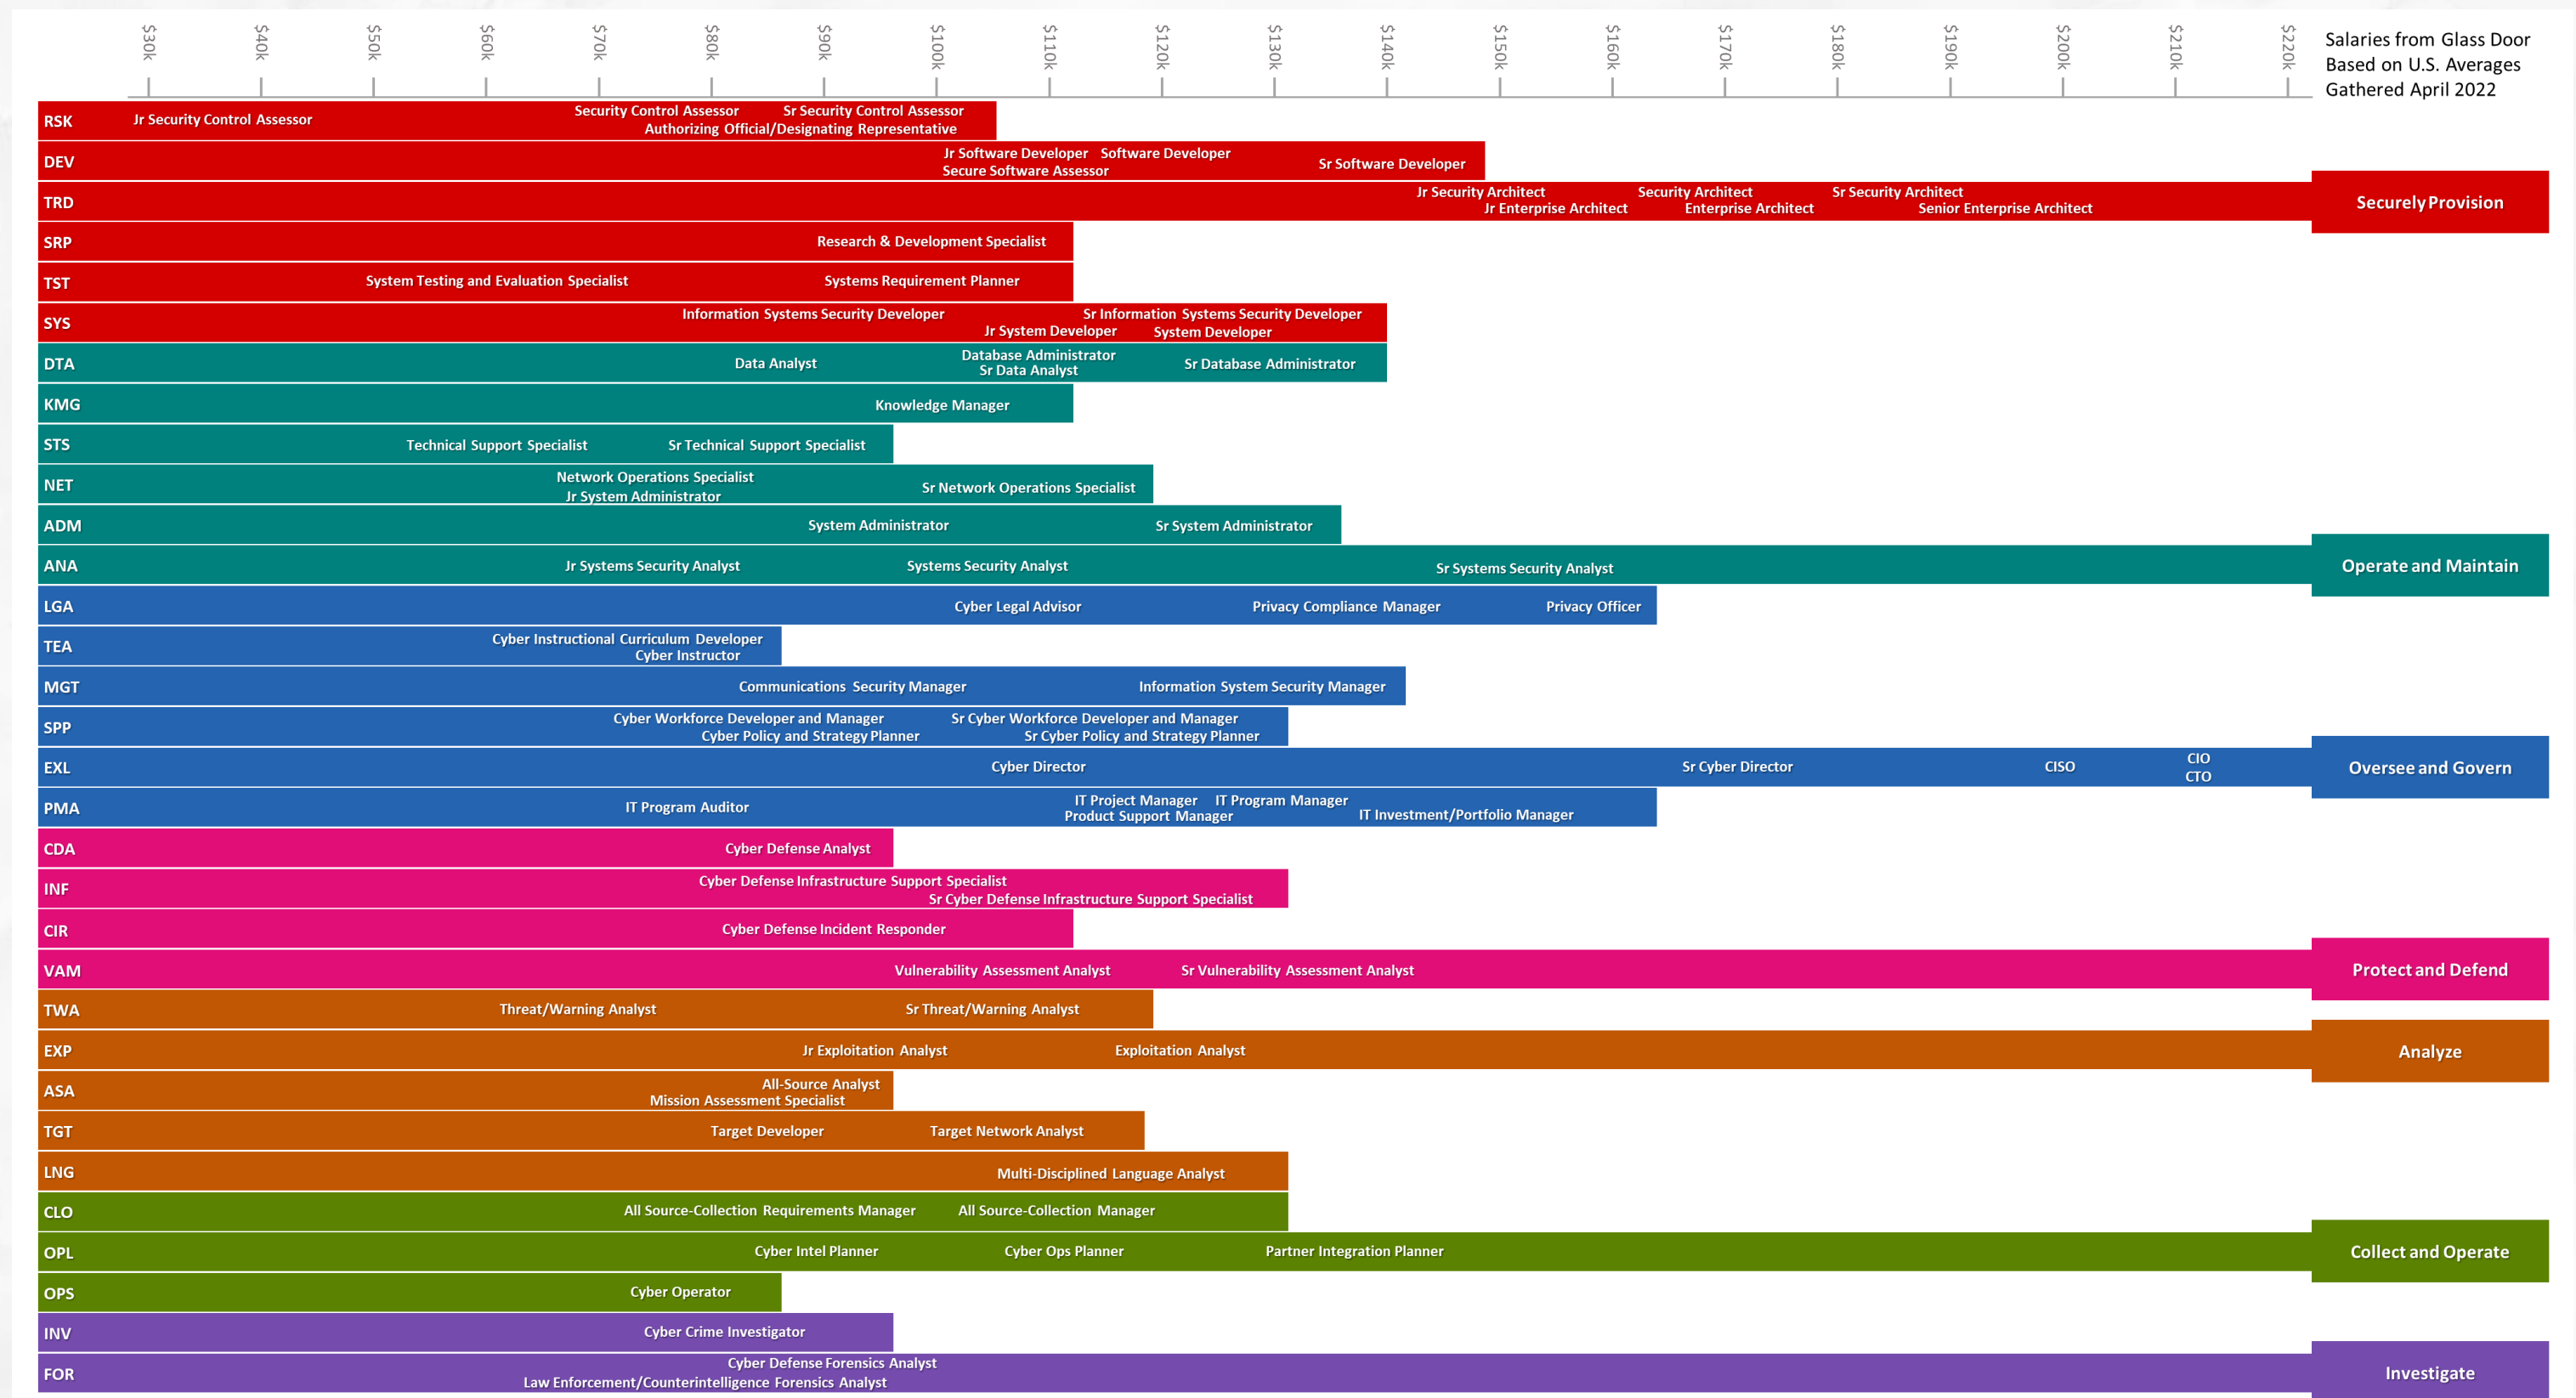 $30k $40k $50k $60k $70k $80k $90k $100k $110k $120k $130k $140k $150k $160k $170k $180k $190k $200k $210k $220k
Salaries from Glass Door
Based on U.S. Averages
Gathered April 2022
RSK
Jr Security Control Assessor
Security Control Assessor
Sr Security Control Assessor
Authorizing Official/Designating Representative
DEV
Jr Software Developer
Software Developer
Secure Software Assessor
Sr Software Developer
TRD
Jr Security Architect
Security Architect
Sr Security Architect
Jr Enterprise Architect
Enterprise Architect
Senior Enterprise Architect
Securely Provision
SRP
Research & Development Specialist
TST
System Testing and Evaluation Specialist
Systems Requirement Planner
SYS
Information Systems Security Developer
Sr Information Systems Security Developer
Jr System Developer
System Developer
DTA
Data Analyst
Database Administrator
Sr Data Analyst
Sr Database Administrator
KMG
Knowledge Manager
STS
Technical Support Specialist
Sr Technical Support Specialist
NET
Network Operations Specialist
Jr System Administrator
Sr Network Operations Specialist
ADM
System Administrator
Sr System Administrator
ANA
Jr Systems Security Analyst
Systems Security Analyst
Sr Systems Security Analyst
Operate and Maintain
LGA
Cyber Legal Advisor
Privacy Compliance Manager
Privacy Officer
TEA
Cyber Instructional Curriculum Developer
Cyber Instructor
MGT
Communications Security Manager
Information System Security Manager
SPP
Cyber Workforce Developer and Manager
Sr Cyber Workforce Developer and Manager
Cyber Policy and Strategy Planner
Sr Cyber Policy and Strategy Planner
EXL
Cyber Director
Sr Cyber Director
CISO
CIO
CTO
Oversee and Govern
PMA
IT Program Auditor
IT Project Manager
IT Program Manager
Product Support Manager
IT Investment/Portfolio Manager
CDA
Cyber Defense Analyst
INF
Cyber Defense Infrastructure Support Specialist
Sr Cyber Defense Infrastructure Support Specialist
CIR
Cyber Defense Incident Responder
VAM
Vulnerability Assessment Analyst
Sr Vulnerability Assessment Analyst
Protect and Defend
TWA
Threat/Warning Analyst
Sr Threat/Warning Analyst
EXP
Jr Exploitation Analyst
Exploitation Analyst
Analyze
ASA
All-Source Analyst
Mission Assessment Specialist
TGT
Target Developer
Target Network Analyst
LNG
Multi-Disciplined Language Analyst
CLO
All Source-Collection Requirements Manager
All Source-Collection Manager
OPL
Cyber Intel Planner
Cyber Ops Planner
Partner Integration Planner
Collect and Operate
OPS
Cyber Operator
INV
Cyber Crime Investigator
FOR
Cyber Defense Forensics Analyst
Law Enforcement/Counterintelligence Forensics Analyst
Investigate